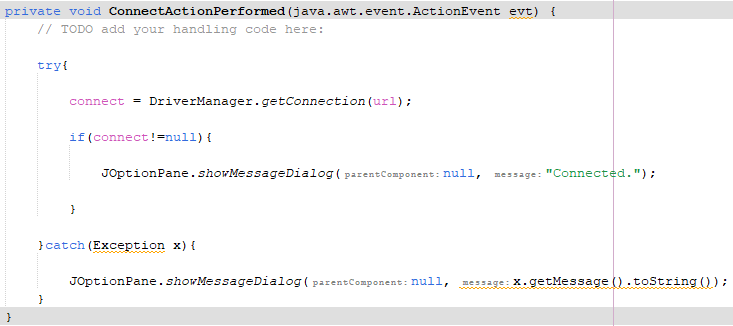 private void ConnectActionPerformed(java.awt.event.ActionEvent evt) {
// TODO add your handling code here:
try{
connect = DriverManager.getConnection(url);
if(connect!=null){
JOptionPane.showMessageDialog(parentComponent: null, message: "Connected.");
}
}catch(Exception x){
JOptionPane.showMessageDialog(parentComponent: null, message: x.getMessage().toString());
}
}